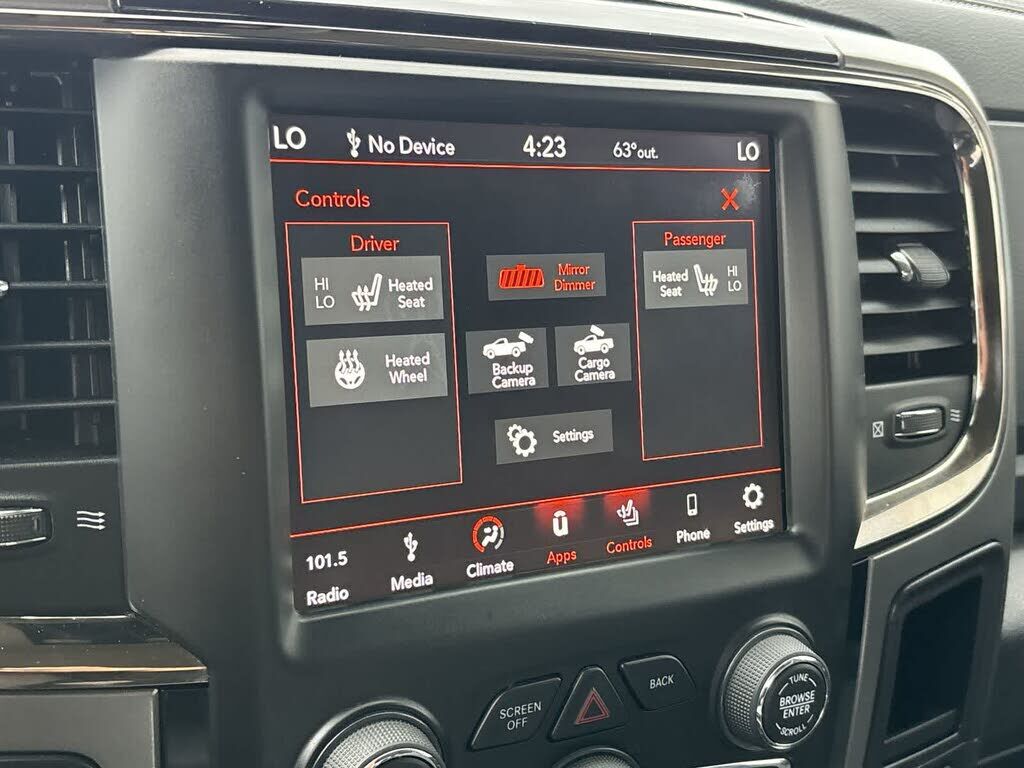 LO No Device 4:23 63° out. LO
Controls X
Driver
HI
LO
Heated
Seat
Heated
Wheel
Mirror
Dimmer
Backup
Camera
Cargo
Camera
Settings
Passenger
Heated
Seat
HI
LO
101.5
Radio Media Climate Apps Controls Phone Settings
SCREEN
OFF
BACK
TUNE
BROWSE
ENTER
SCROLL